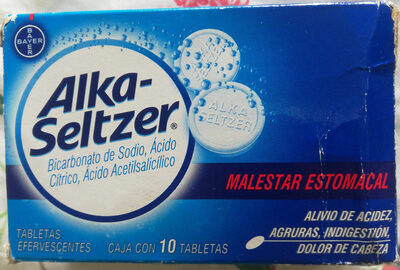 BAYER
BAYER
Alka-
Seltzer®
Bicarbonato de Sodio, Ácido
Cítrico, Ácido Acetilsalicílico
ALKA
SELTZER
MALESTAR ESTOMACAL
ALIVIO DE ACIDEZ,
AGRURAS, INDIGESTIÓN,
DOLOR DE CABEZA
TABLETAS
EFERVESCENTES
CAJA CON 10 TABLETAS